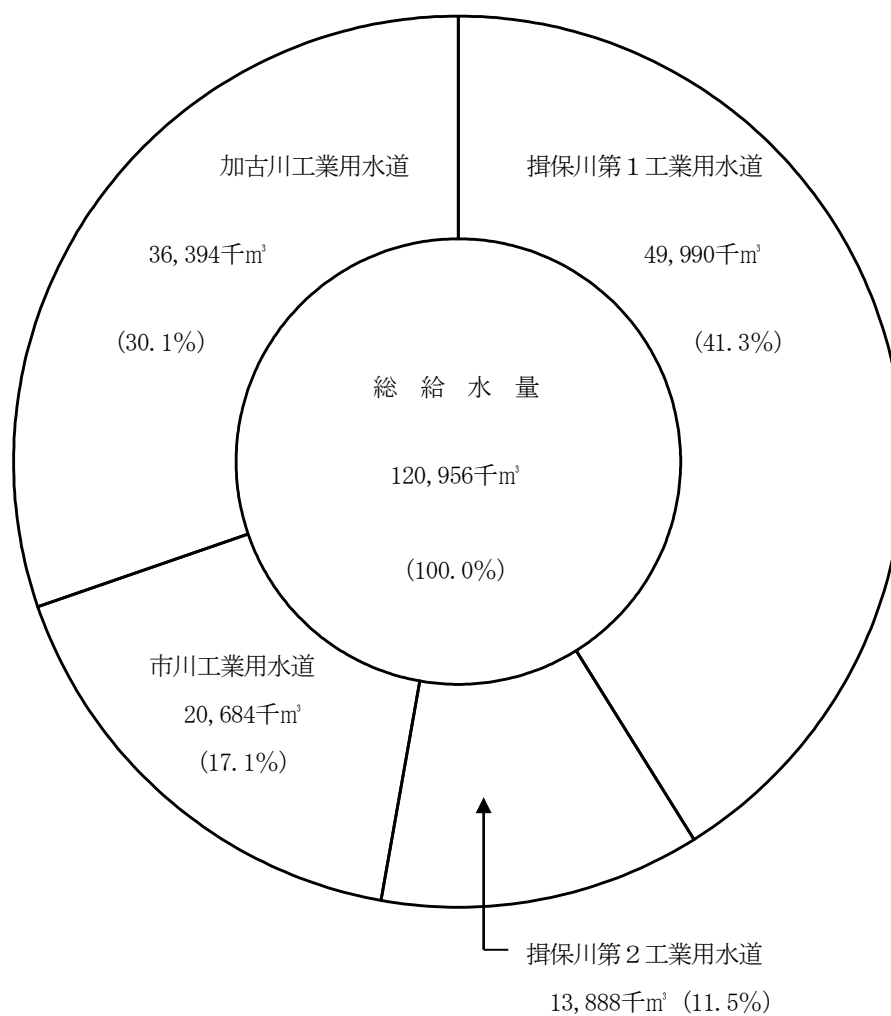 加古川工業用水道
36,394千㎥
(30.1%)
揖保川第１工業用水道
49,990千㎥
(41.3%)
総　給　水　量
120,956千㎥
(100.0%)
市川工業用水道
20,684千㎥
(17.1%)
揖保川第２工業用水道
13,888千㎥ (11.5%)